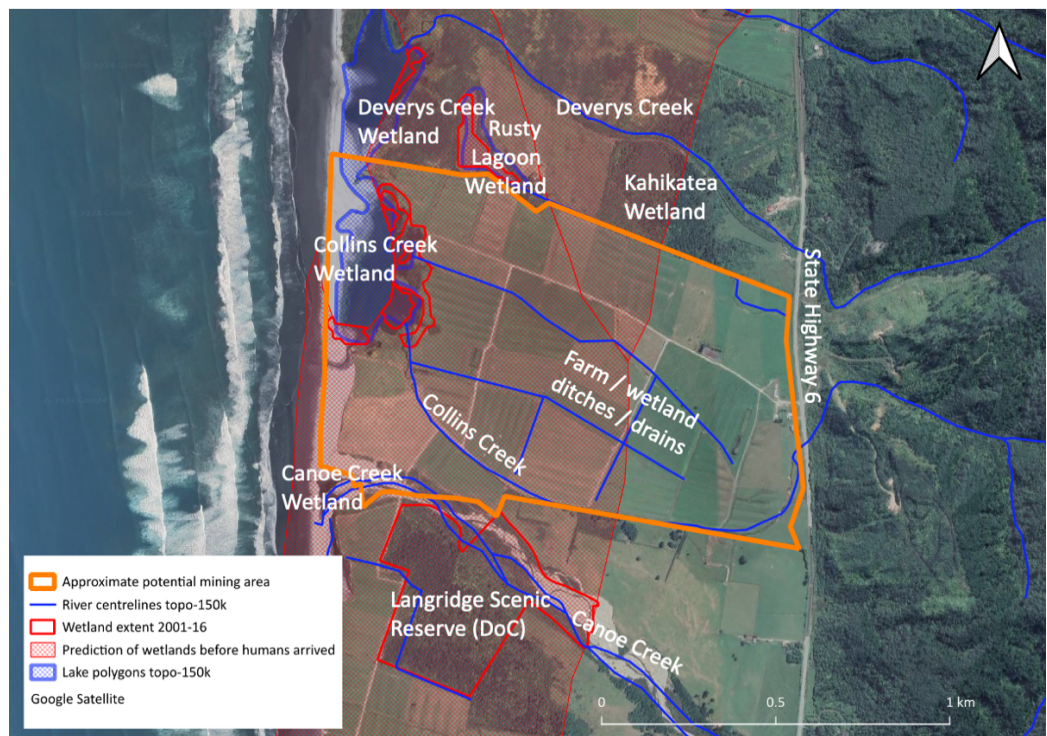 Deverys Creek
Wetland
Rusty
Lagoon
Wetland
Deverys Creek
Kahikatea
Wetland
Collins Creek
Wetland
State Highway 6
Farm / wetland
ditches / drains
Collins Creek
Canoe Creek
Wetland
Langridge Scenic
Reserve (DoC)
Canoe Creek
Approximate potential mining area
River centrelines topo-150k
Wetland extent 2001-16
Prediction of wetlands before humans arrived
Lake polygons topo-150k
Google Satellite
0
0.5
1 km